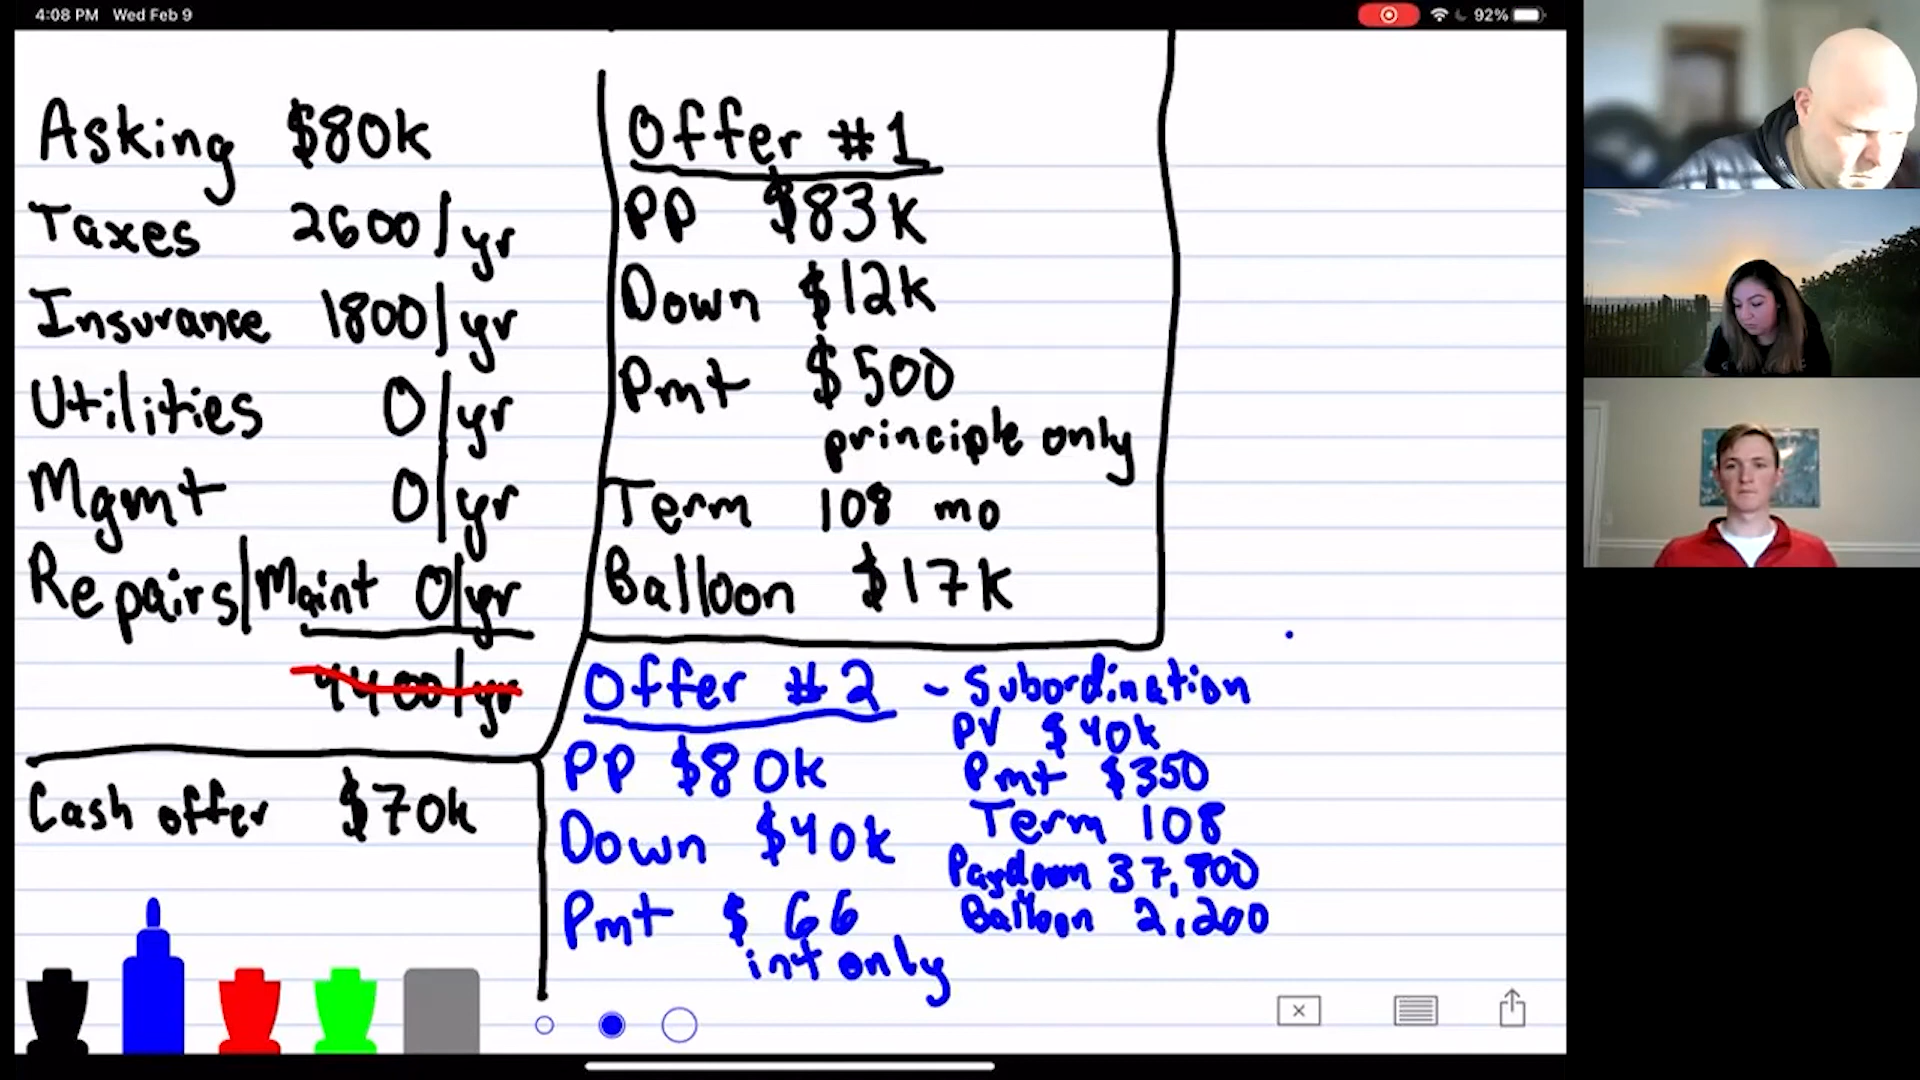 4:08 PM Wed Feb 9
92%
Asking $80k
Taxes 2600/yr
Insurance 1800/yr
Utilities 0/yr
Mgmt 0/yr
Repairs/Maint 0/yr
4400/yr
Cash offer $70k
Offer #1
PP $83k
Down $12k
Pmt $500
principle only
Term 108 mo
Balloon $17k
Offer #2
PP $80k
Down $40k
Pmt $66
int only
- Subordination
PV $40k
Pmt $350
Term 108
Paydown 37,800
Balloon 2,200